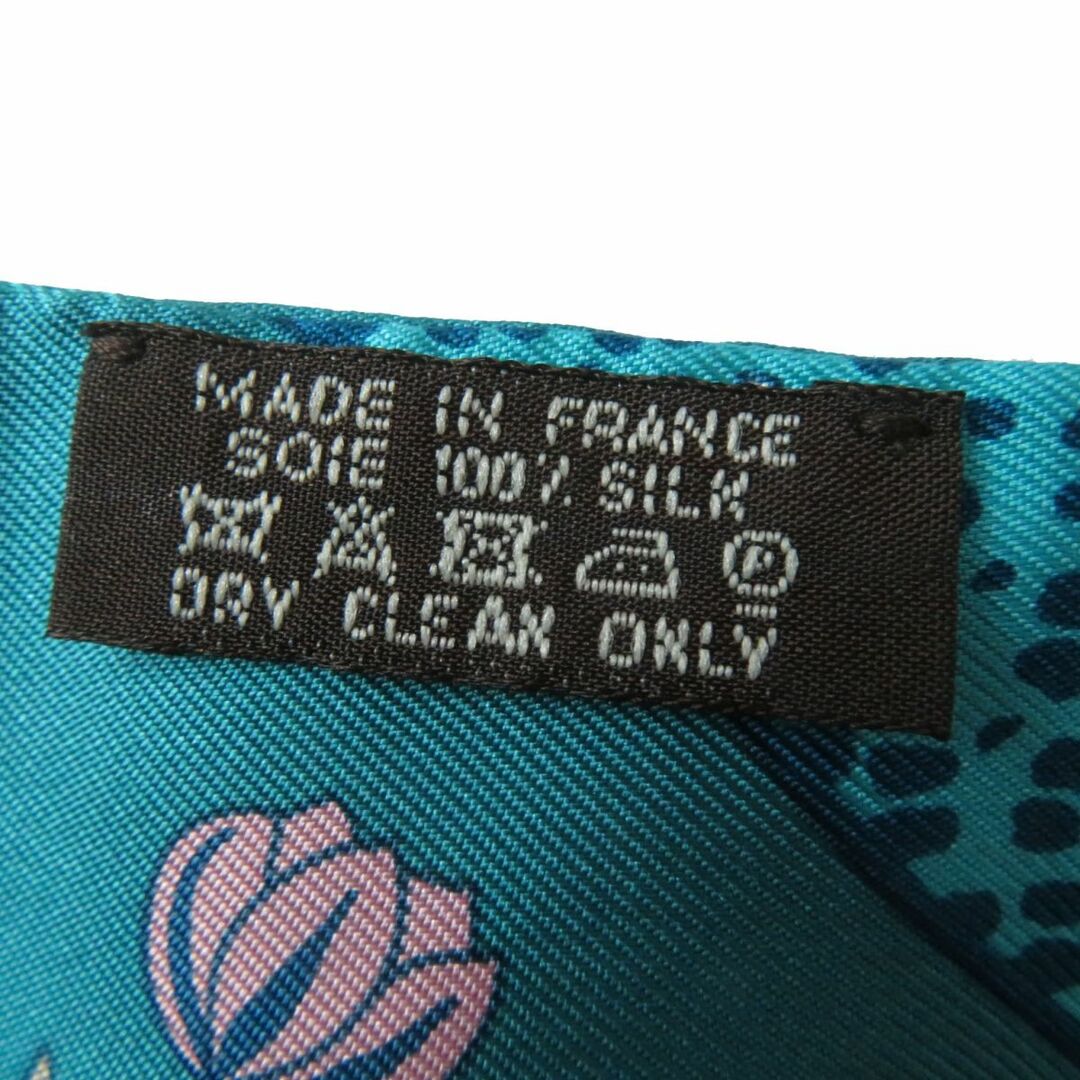 MADE IN FRANCE
SOIE 100% SILK
P
DRY CLEAN ONLY